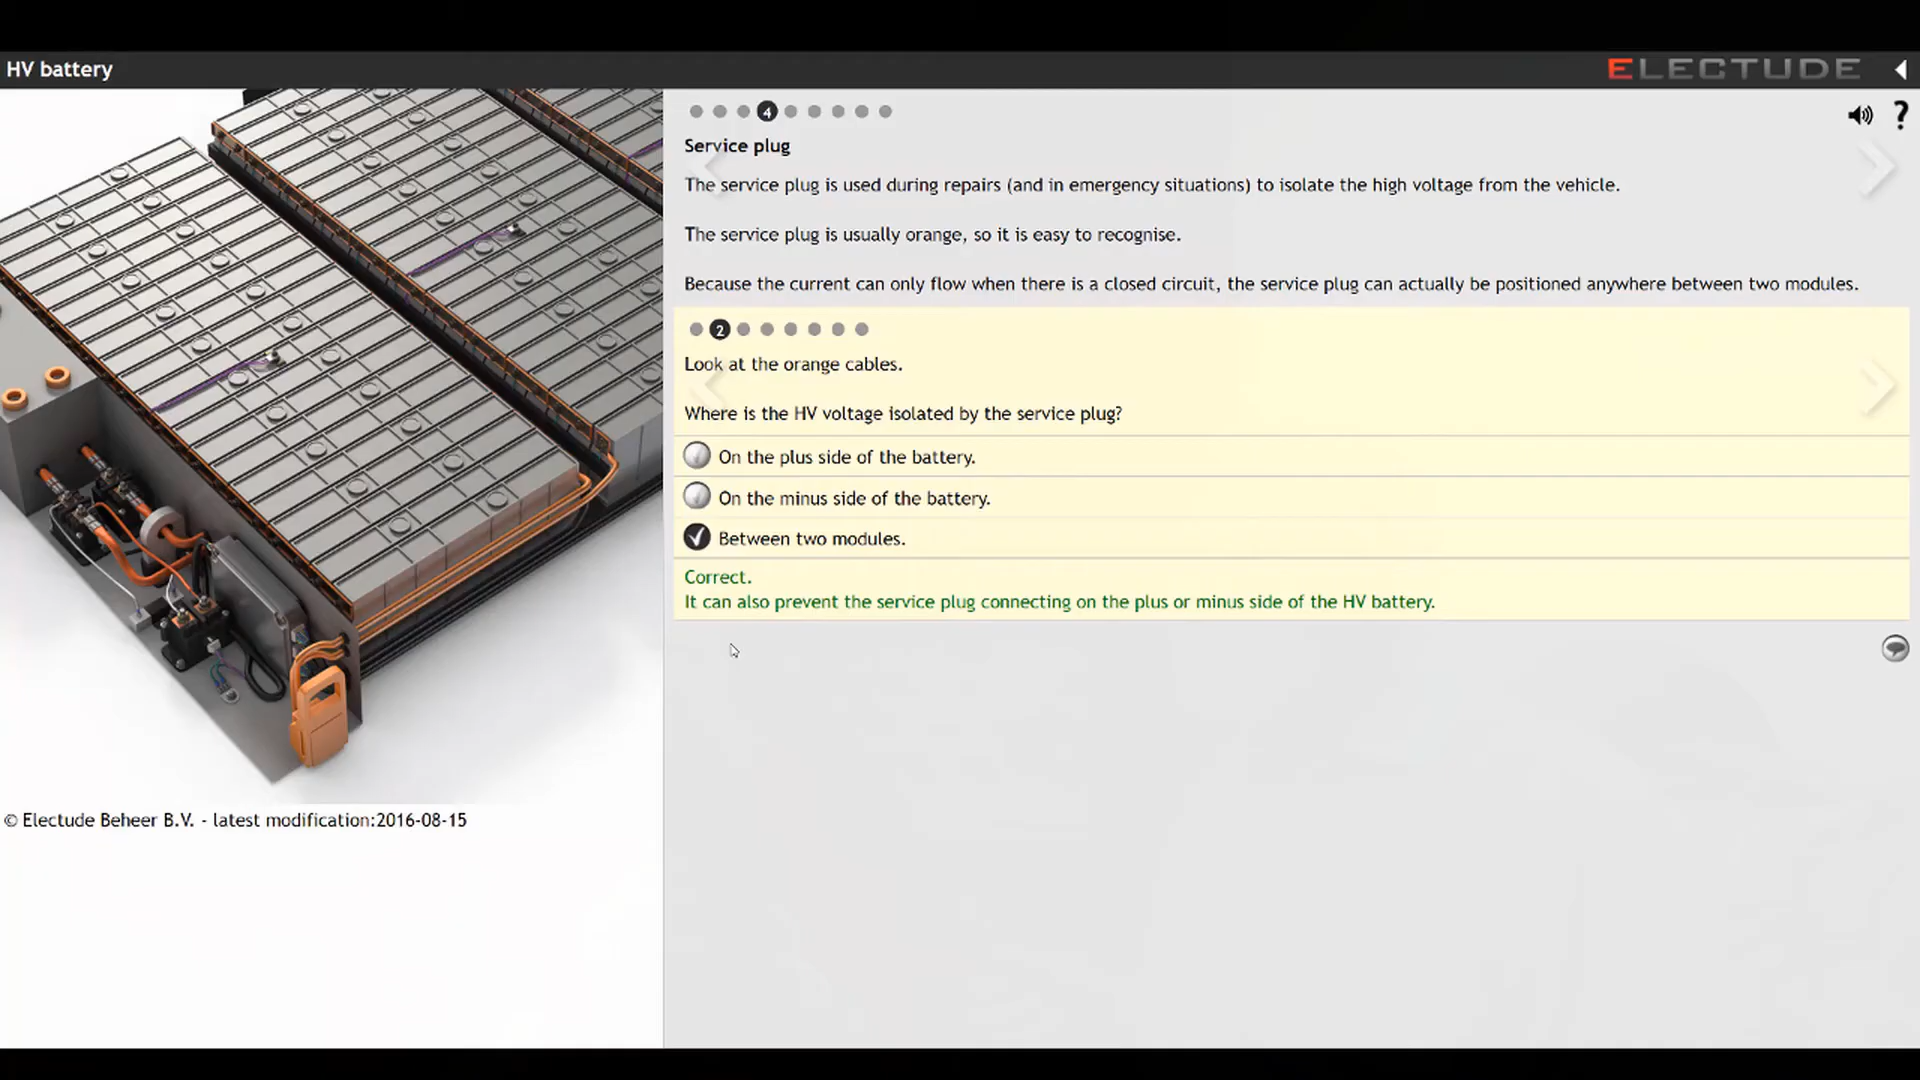 HV battery
ELECTUDE
4
?
Service plug
The service plug is used during repairs (and in emergency situations) to isolate the high voltage from the vehicle.
The service plug is usually orange, so it is easy to recognise.
Because the current can only flow when there is a closed circuit, the service plug can actually be positioned anywhere between two modules.
2
Look at the orange cables.
Where is the HV voltage isolated by the service plug?
On the plus side of the battery.
On the minus side of the battery.
Between two modules.
Correct.
It can also prevent the service plug connecting on the plus or minus side of the HV battery.
© Electude Beheer B.V. - latest modification:2016-08-15